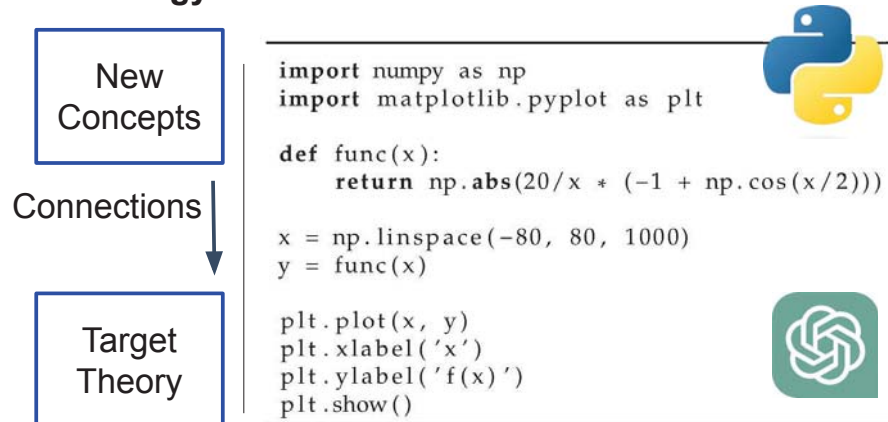 New
Concepts
Connections
Target
Theory
import numpy as np
import matplotlib.pyplot as plt
def func(x):
    return np.abs(20/x * (-1 + np.cos(x/2)))
x = np.linspace(-80, 80, 1000)
y = func(x)
plt.plot(x, y)
plt.xlabel('x')
plt.ylabel('f(x)')
plt.show()